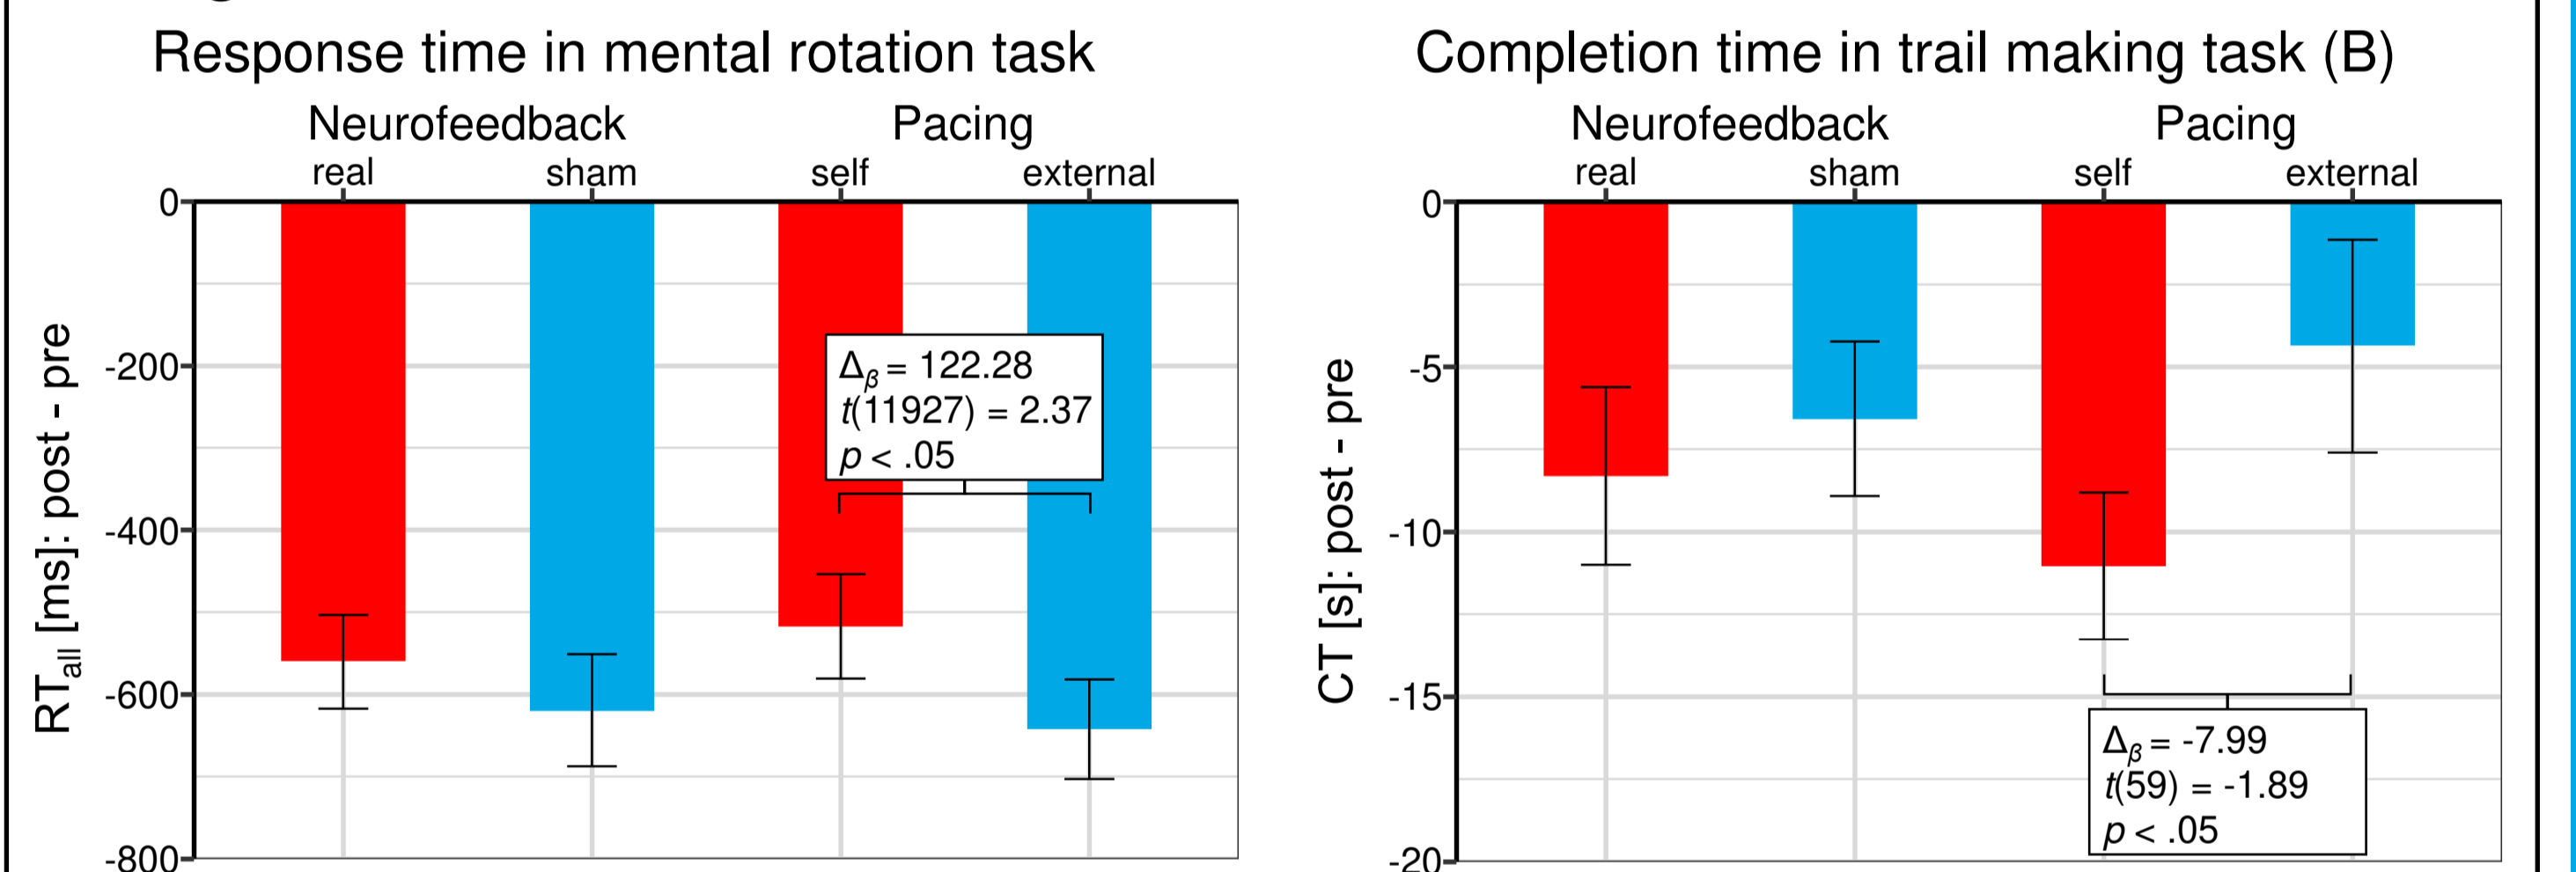 Response time in mental rotation task
Neurofeedback Pacing
real sham self external
0
-200
-400
-600
-800
RTall [ms]: post - pre
Δβ = 122.28
t(11927) = 2.37
p < .05
Completion time in trail making task (B)
Neurofeedback Pacing
real sham self external
0
-5
-10
-15
-20
CT [s]: post - pre
Δβ = -7.99
t(59) = -1.89
p < .05